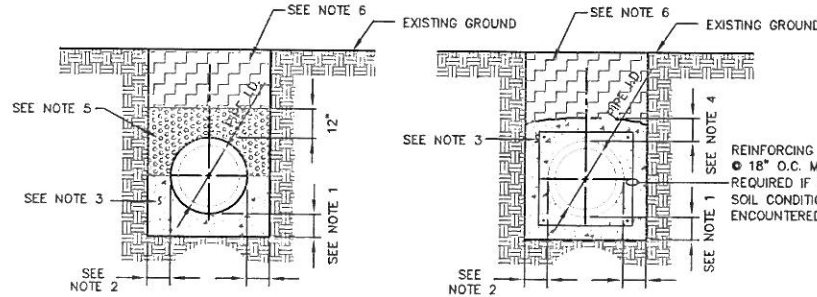 SEE NOTE 6
EXISTING GROUND
SEE NOTE 5
PIPE I.D.
12"
SEE NOTE 3
SEE NOTE 1
SEE
NOTE 2
SEE NOTE 6
EXISTING GROUND
PIPE I.D.
SEE NOTE 4
SEE NOTE 3
REINFORCING
@ 18" O.C. M
REQUIRED IF
SOIL CONDITIO
ENCOUNTERED
SEE NOTE 1
SEE
NOTE 2